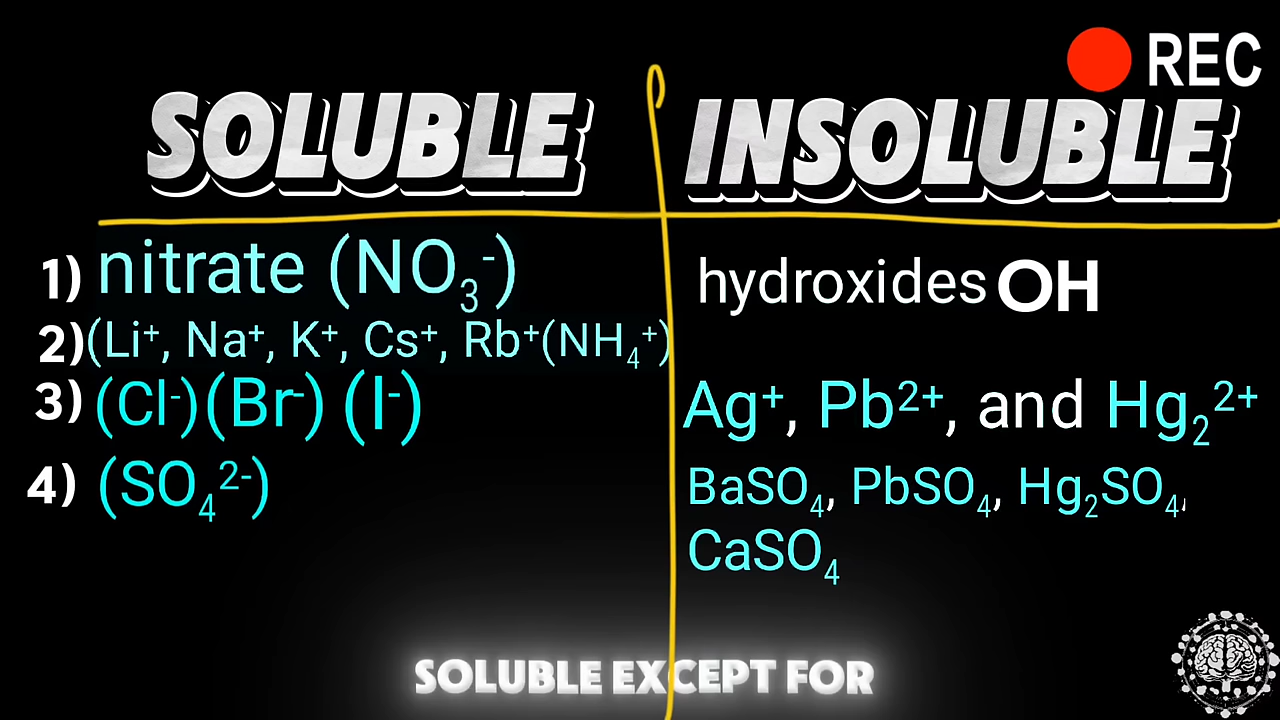 REC
SOLUBLE INSOLUBLE
1) nitrate (NO₃⁻) hydroxides OH
2) (Li⁺, Na⁺, K⁺, Cs⁺, Rb⁺(NH₄⁺)
3) (Cl⁻)(Br⁻) (I⁻) Ag⁺, Pb²⁺, and Hg₂²⁺
4) (SO₄²⁻) BaSO₄, PbSO₄, Hg₂SO₄,
CaSO₄
SOLUBLE EXCEPT FOR